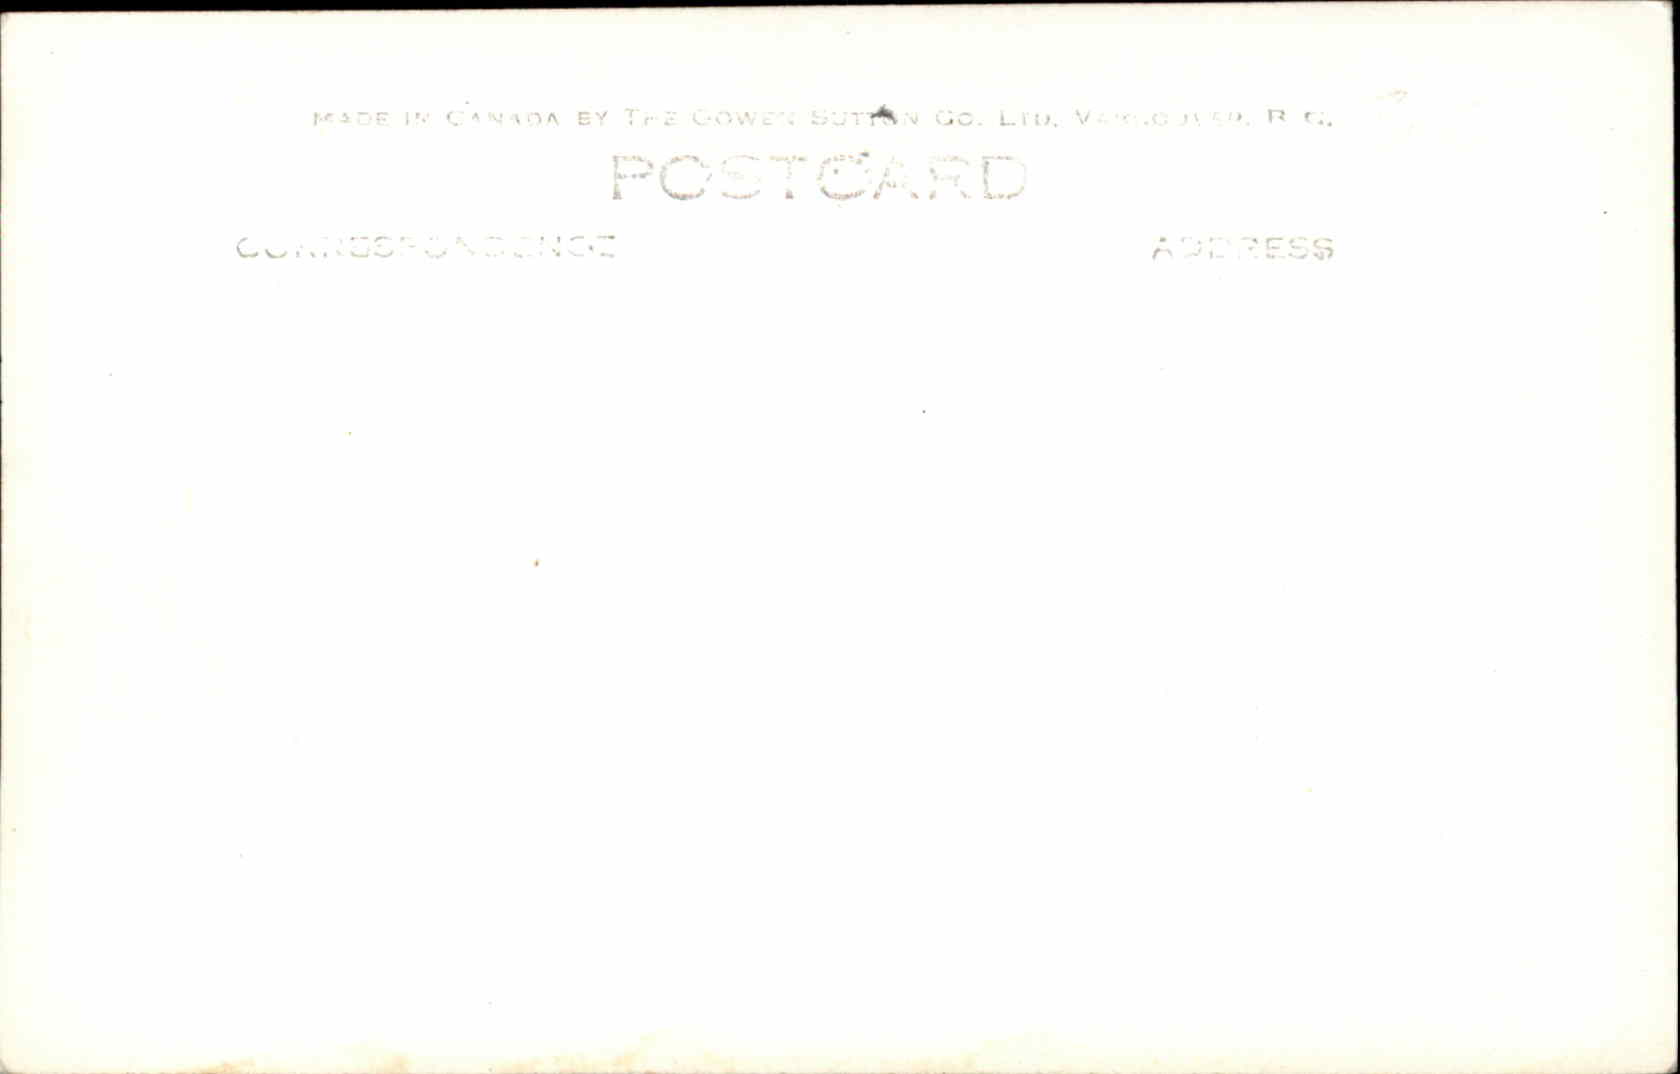 MADE IN CANADA BY THE GOWEN SUTTON CO. LTD. VANCOUVER, B. C.
POSTCARD
CORRESPONDENCE
ADDRESS